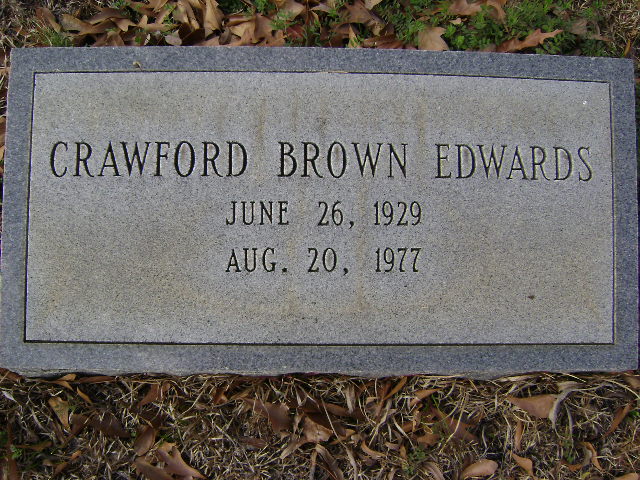 CRAWFORD BROWN EDWARDS
JUNE 26, 1929
AUG. 20, 1977